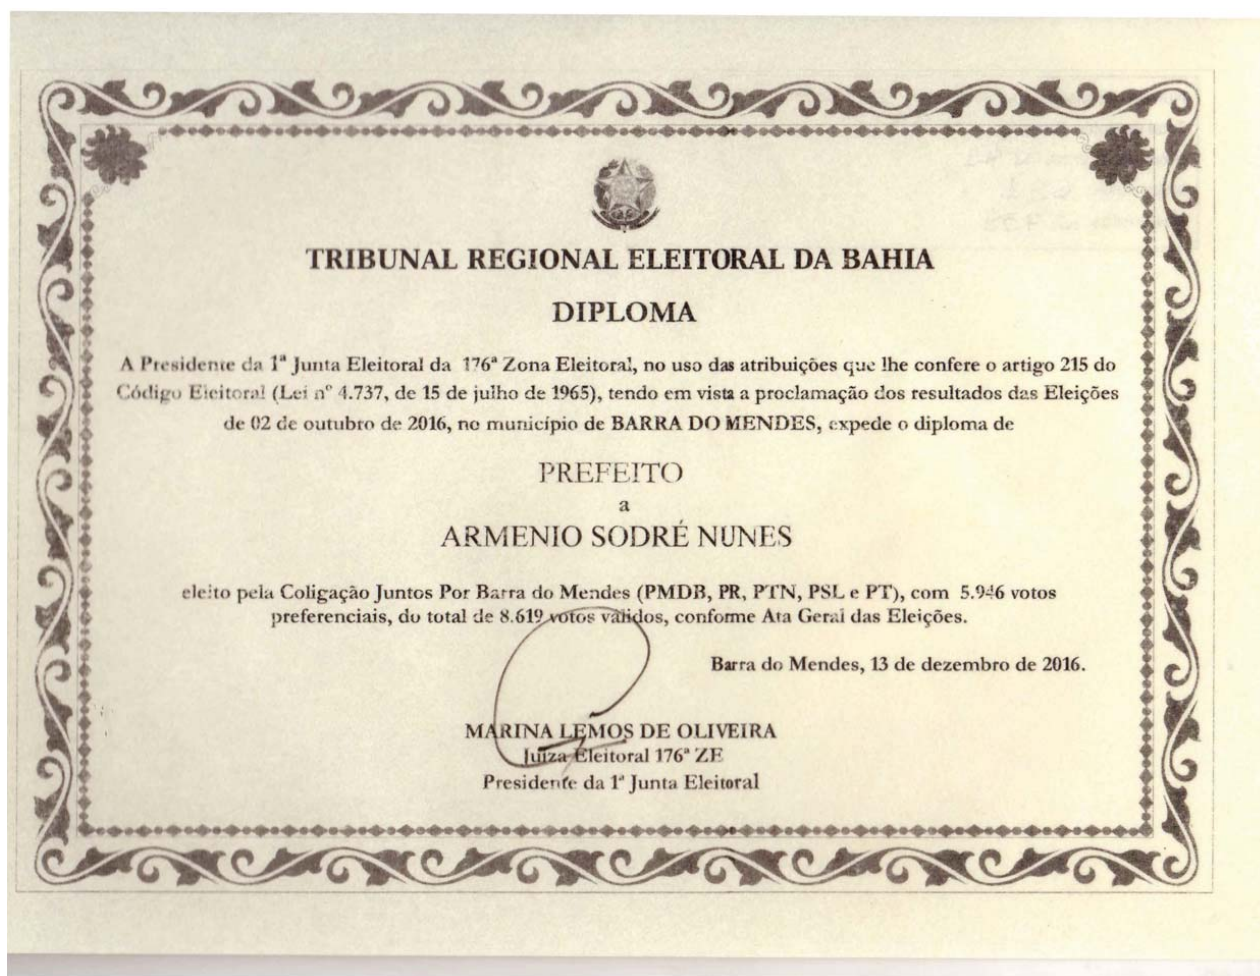 TRIBUNAL REGIONAL ELEITORAL DA BAHIA
DIPLOMA
A Presidente da 1ª Junta Eleitoral da 176ª Zona Eleitoral, no uso das atribuições que lhe confere o artigo 215 do
Código Eleitoral (Lei nº 4.737, de 15 de julho de 1965), tendo em vista a proclamação dos resultados das Eleições
de 02 de outubro de 2016, no município de BARRA DO MENDES, expede o diploma de
PREFEITO
a
ARMENIO SODRÉ NUNES
eleito pela Coligação Juntos Por Barra do Mendes (PMDB, PR, PTN, PSL e PT), com 5.946 votos
preferenciais, do total de 8.619 votos válidos, conforme Ata Geral das Eleições.
Barra do Mendes, 13 de dezembro de 2016.
MARINA LEMOS DE OLIVEIRA
Juíza Eleitoral 176ª ZE
Presidente da 1ª Junta Eleitoral